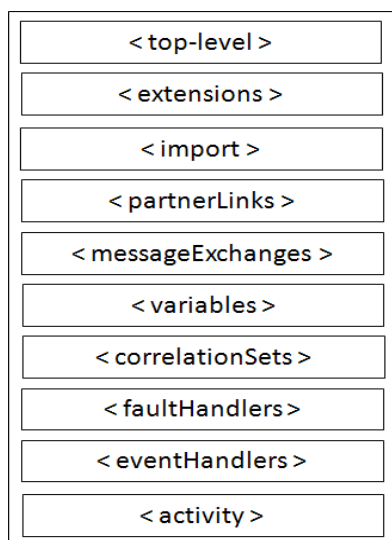 < top-level >
< extensions >
< import >
< partnerLinks >
< messageExchanges >
< variables >
< correlationSets >
< faultHandlers >
< eventHandlers >
< activity >